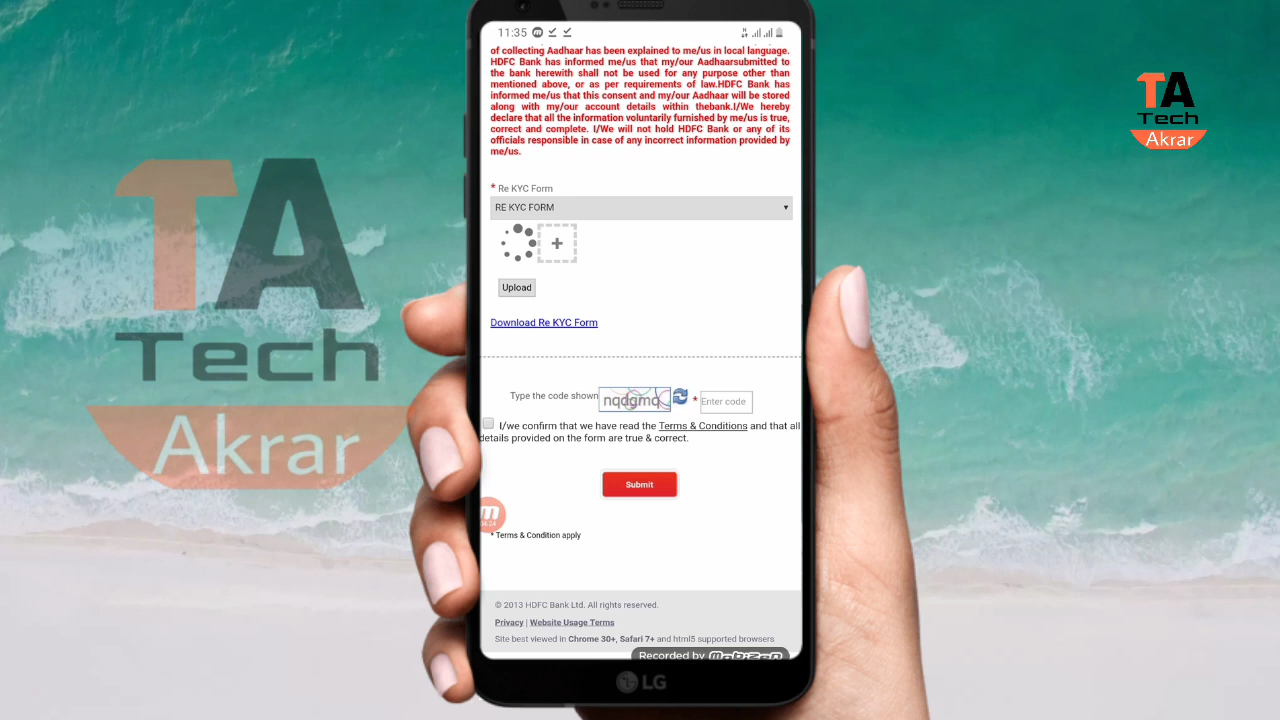 11:35
of collecting Aadhaar has been explained to me/us in local language.
HDFC Bank has informed me/us that my/our Aadhaarsubmitted to
the bank herewith shall not be used for any purpose other than
mentioned above, or as per requirements of law.HDFC Bank has
informed me/us that this consent and my/our Aadhaar will be stored
along with my/our account details within thebank.I/We hereby
declare that all the information voluntarily furnished by me/us is true,
correct and complete. I/We will not hold HDFC Bank or any of its
officials responsible in case of any incorrect information provided by
me/us.
* Re KYC Form
RE KYC FORM
Upload
Download Re KYC Form
Type the code shown nqdgmq * Enter code
I/we confirm that we have read the Terms & Conditions and that all
details provided on the form are true & correct.
Submit
04:24
* Terms & Condition apply
© 2013 HDFC Bank Ltd. All rights reserved.
Privacy | Website Usage Terms
Site best viewed in Chrome 30+, Safari 7+ and html5 supported browsers
Recorded by mobizen
LG
TA
Tech
Akrar
TA
Tech
Akrar